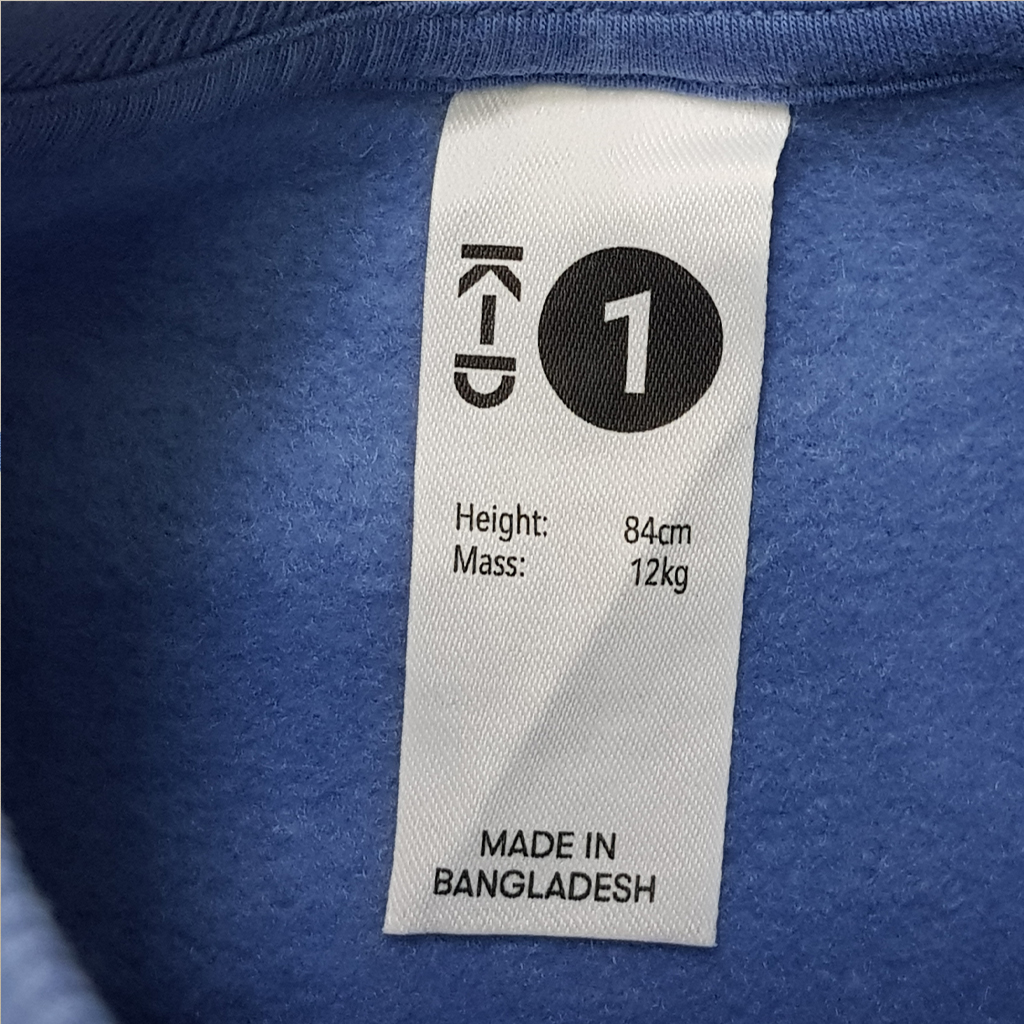 K-D
1
Height: 84cm
Mass: 12kg
MADE IN
BANGLADESH